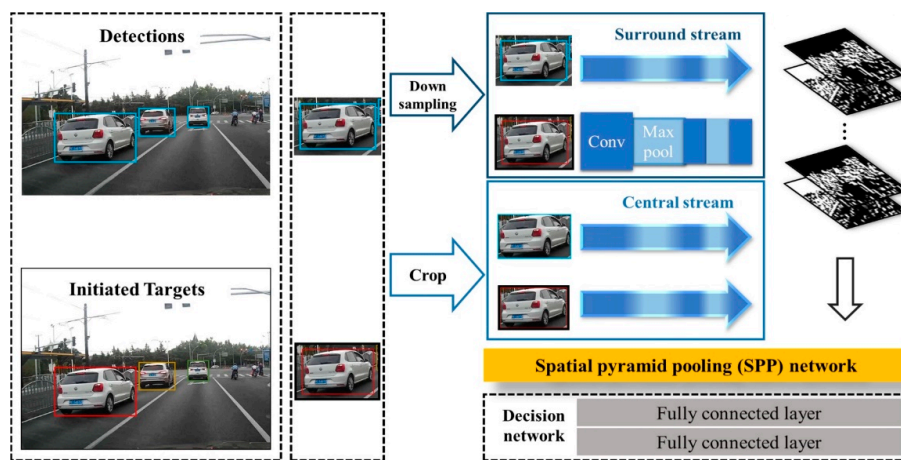 Detections
Initiated Targets
Down
sampling
Crop
Surround stream
Conv
Max
pool
Central stream
Spatial pyramid pooling (SPP) network
Decision
network
Fully connected layer
Fully connected layer